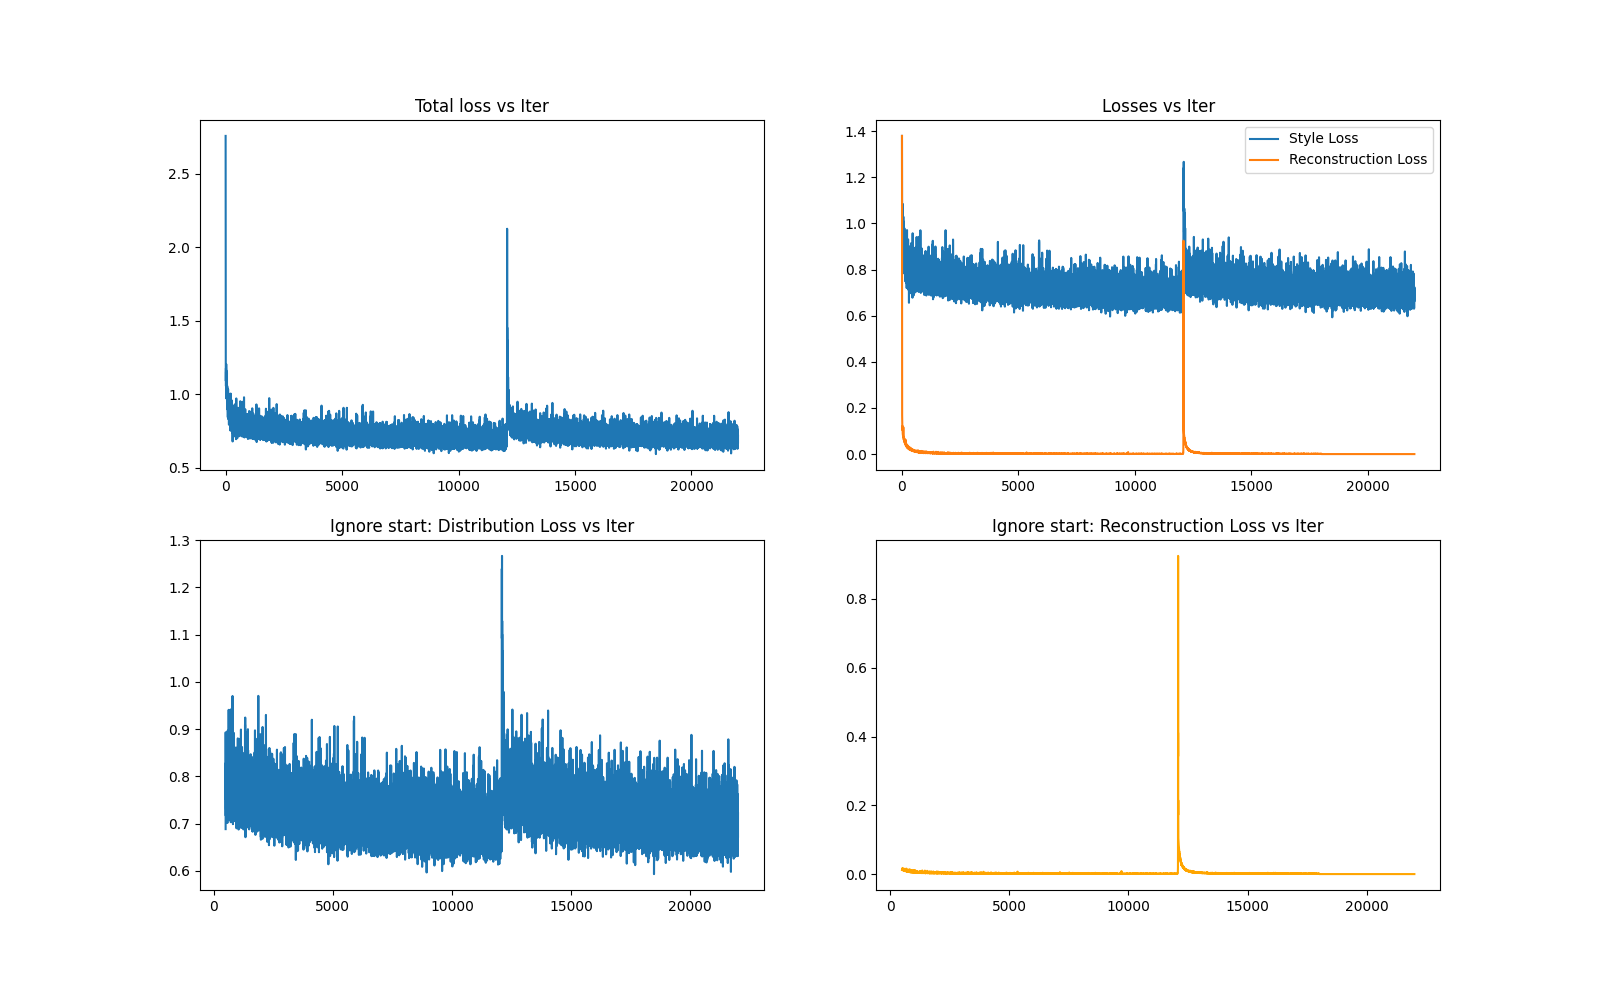 Total loss vs Iter
2.5
2.0
1.5
1.0
0.5
0 5000 10000 15000 20000
Losses vs Iter
Style Loss
Reconstruction Loss
1.4
1.2
1.0
0.8
0.6
0.4
0.2
0.0
0 5000 10000 15000 20000
Ignore start: Distribution Loss vs Iter
1.3
1.2
1.1
1.0
0.9
0.8
0.7
0.6
0 5000 10000 15000 20000
Ignore start: Reconstruction Loss vs Iter
0.8
0.6
0.4
0.2
0.0
0 5000 10000 15000 20000